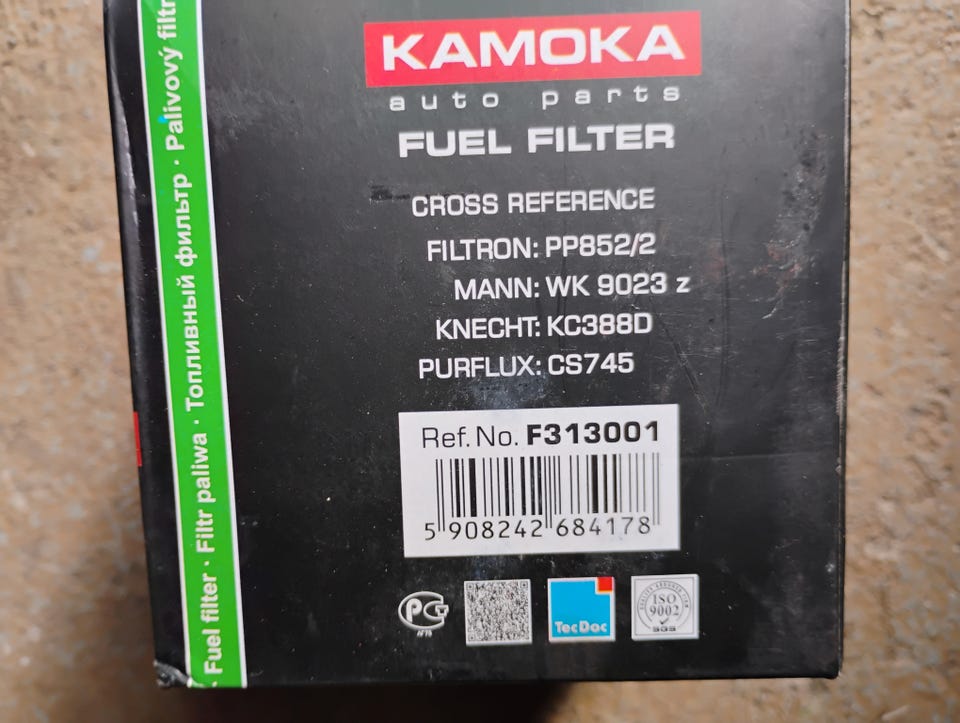 KAMOKA
auto parts
FUEL FILTER
CROSS REFERENCE
FILTRON: PP852/2
MANN: WK 9023 z
KNECHT: KC388D
PURFLUX: CS745
Ref. No. F313001
5 908242 684178
TecDoc
ISO
9002
SGS
Fuel filter · Filtr paliwa · Топливный фильтр · Palivový filtr